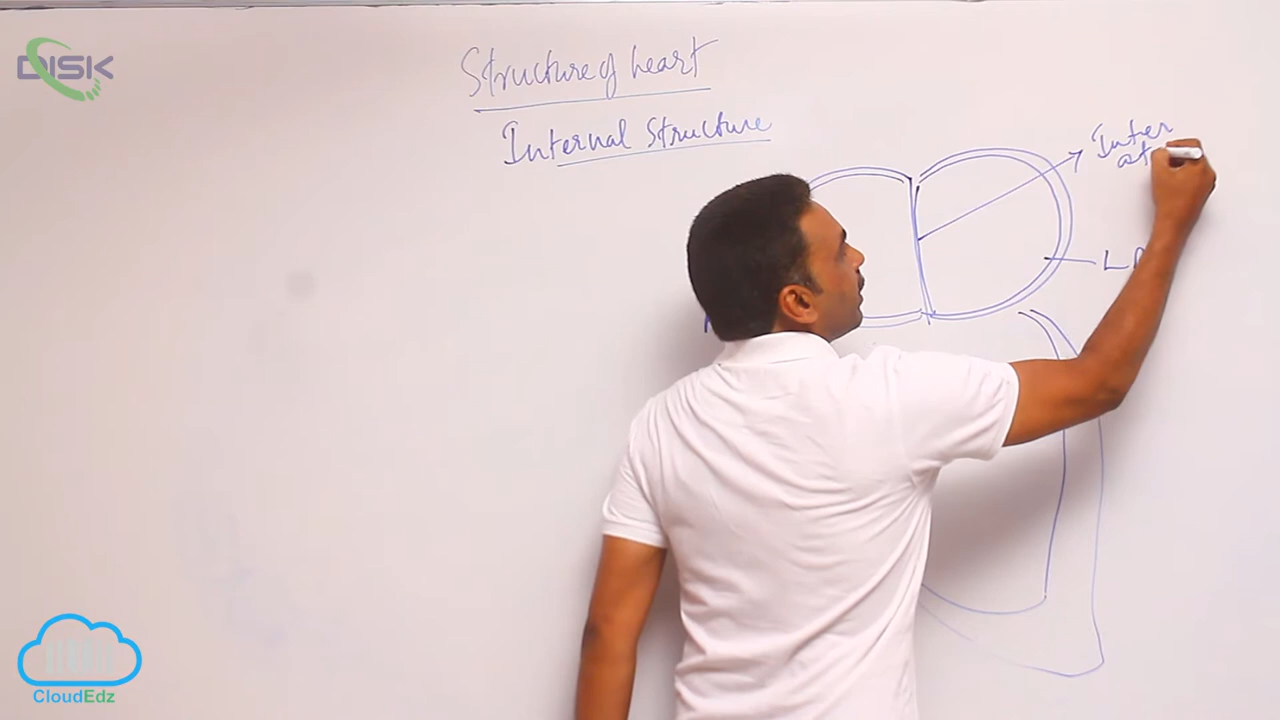 DISK
Structure of heart
Internal Structure
Inter
at
CloudEdz